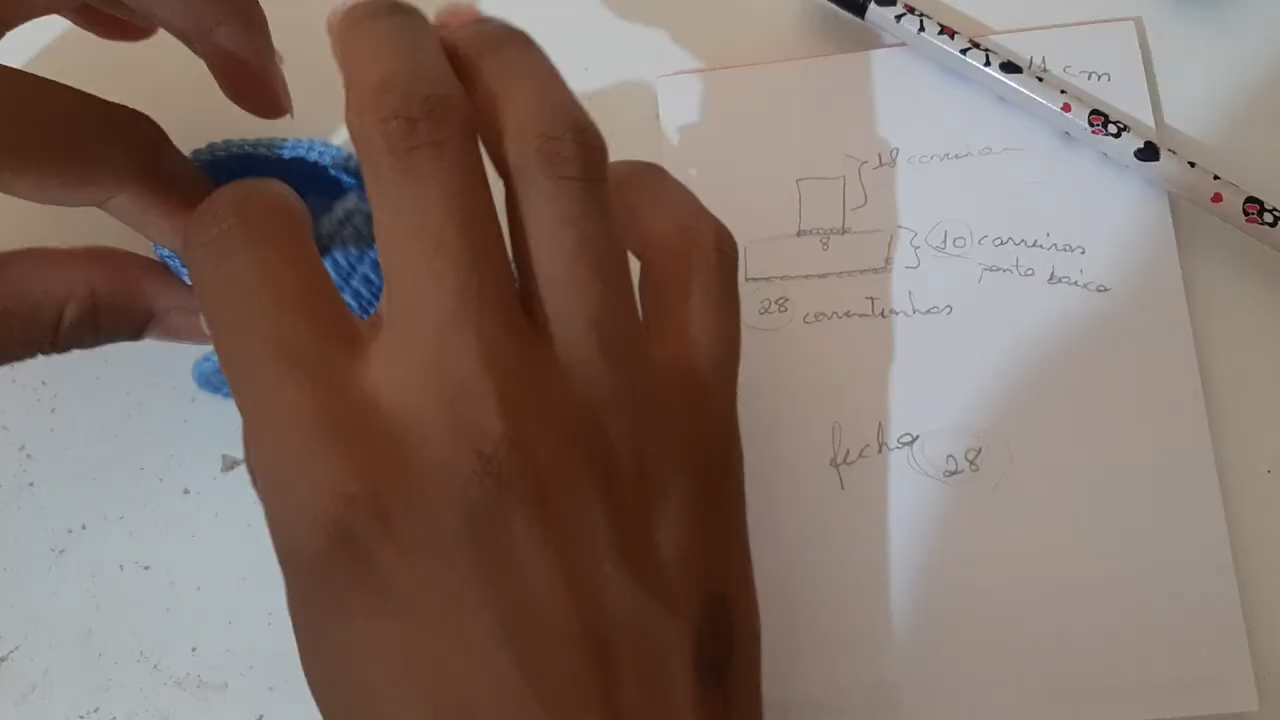 11 cm
18 carreiras
8
10 carreiras
ponto baixo
28 correntinhas
fecha 28